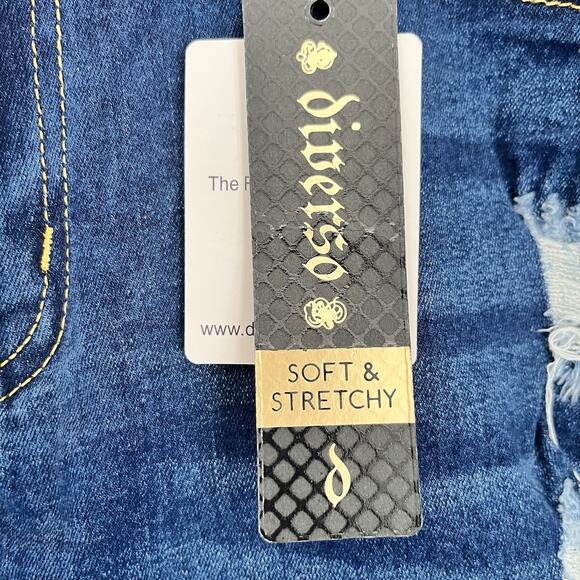 diverso
SOFT &
STRETCHY
The
www.d